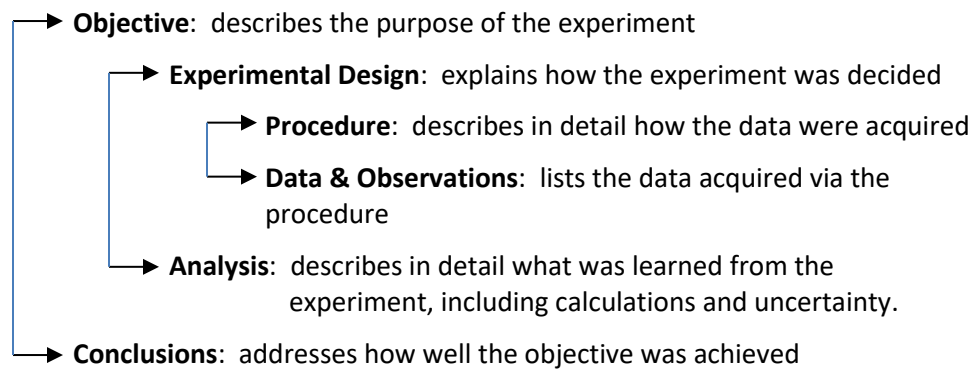 Objective: describes the purpose of the experiment
Experimental Design: explains how the experiment was decided
Procedure: describes in detail how the data were acquired
Data & Observations: lists the data acquired via the
procedure
Analysis: describes in detail what was learned from the
experiment, including calculations and uncertainty.
Conclusions: addresses how well the objective was achieved